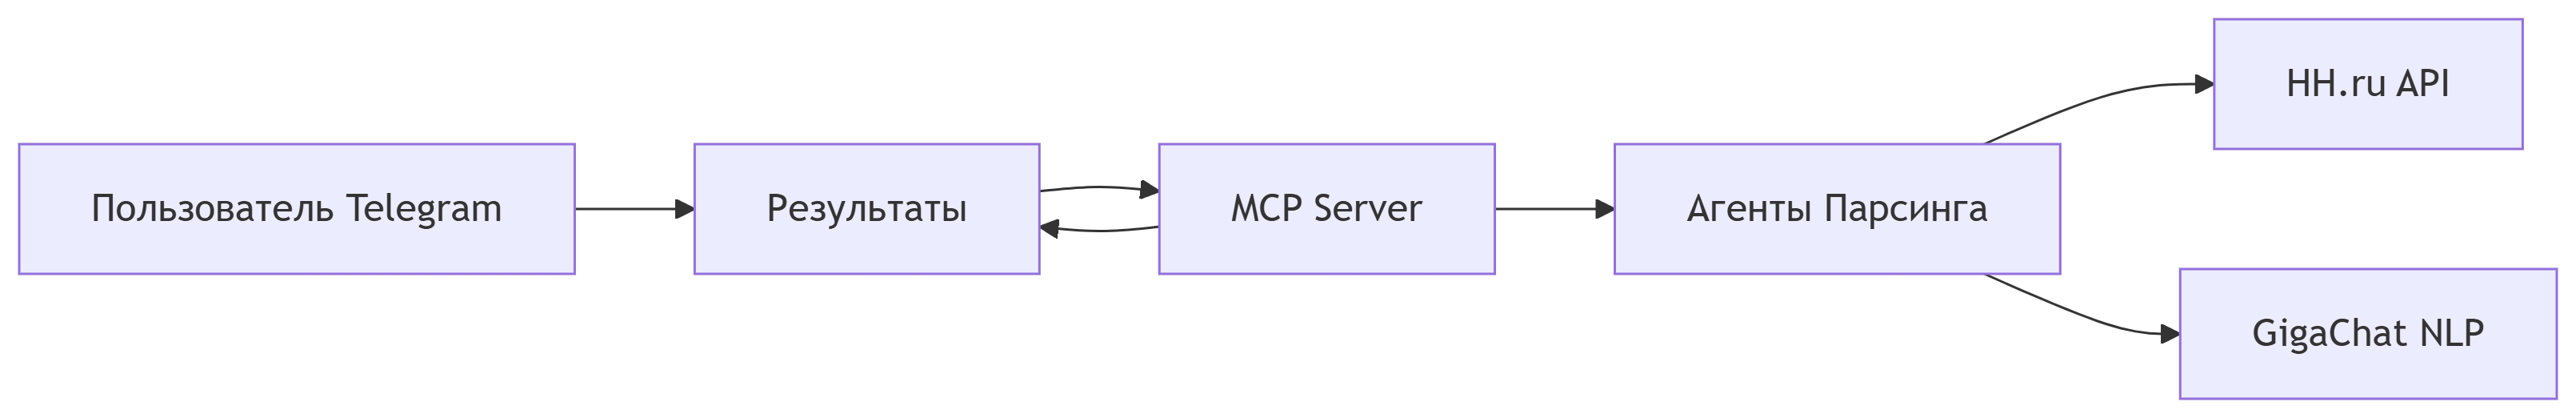 Пользователь Telegram
Результаты
MCP Server
Агенты Парсинга
HH.ru API
GigaChat NLP